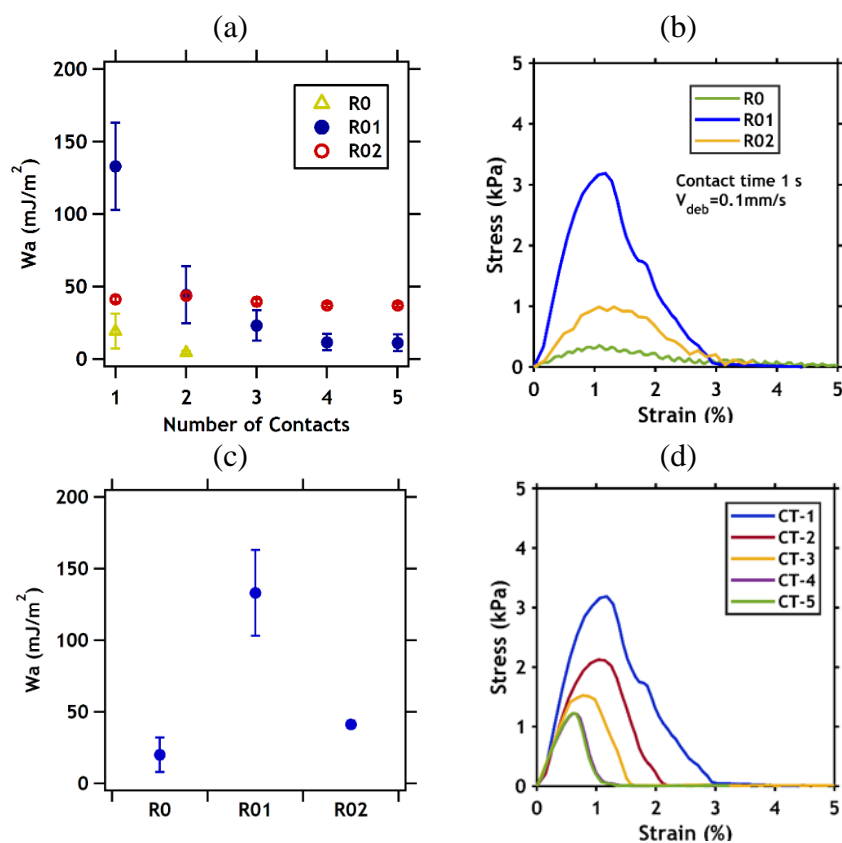 (a)
200
150
100
50
0
Wa (mJ/m²)
R0
R01
R02
1 2 3 4 5
Number of Contacts
(b)
5
4
3
2
1
0
Stress (kPa)
R0
R01
R02
Contact time 1 s
Vdeb=0.1mm/s
0 1 2 3 4 5
Strain (%)
(c)
200
150
100
50
0
Wa (mJ/m²)
R0 R01 R02
(d)
5
4
3
2
1
0
Stress (kPa)
CT-1
CT-2
CT-3
CT-4
CT-5
0 1 2 3 4 5
Strain (%)